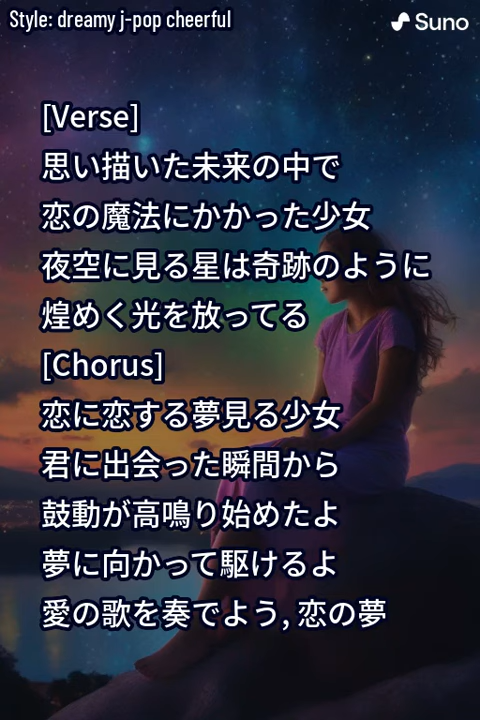 Style: dreamy j-pop cheerful
Suno
[Verse]
思い描いた未来の中で
恋の魔法にかかった少女
夜空に見る星は奇跡のように
煌めく光を放ってる
[Chorus]
恋に恋する夢見る少女
君に出会った瞬間から
鼓動が高鳴り始めたよ
夢に向かって駆けるよ
愛の歌を奏でよう, 恋の夢